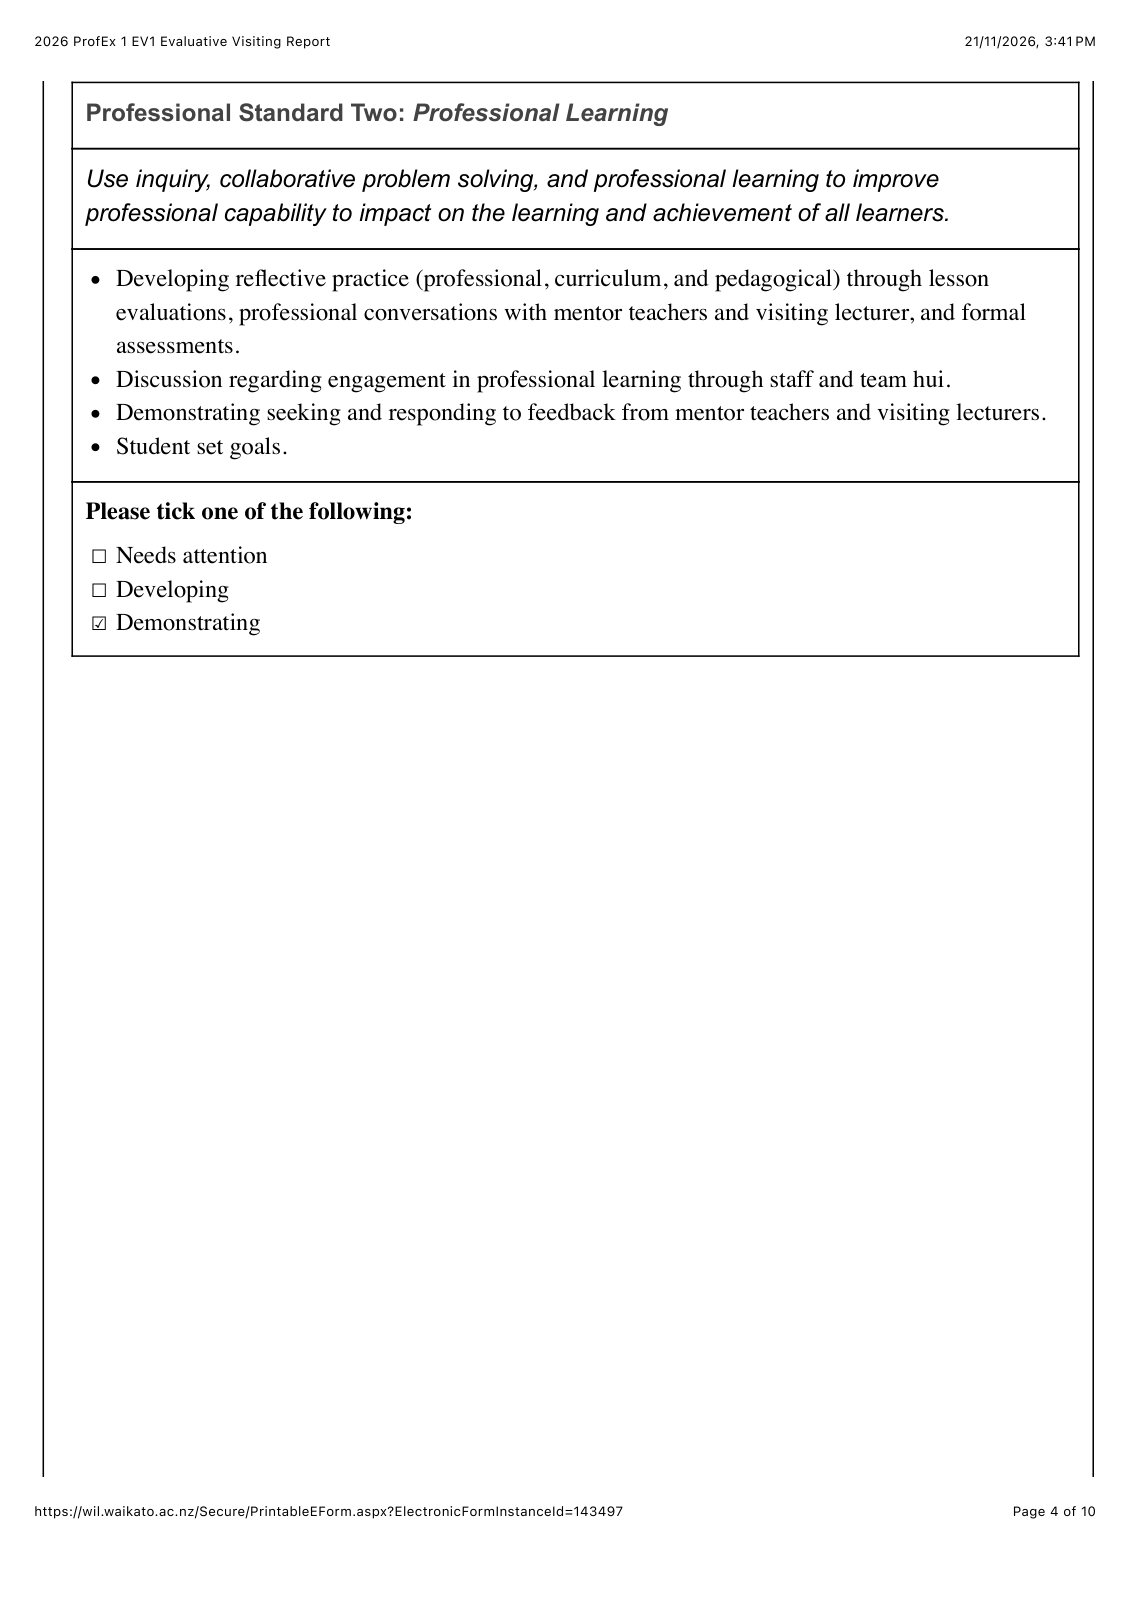 2026 ProfEx 1 EV1 Evaluative Visiting Report
21/11/2026, 3:41 PM
Professional Standard Two: Professional Learning
Use inquiry, collaborative problem solving, and professional learning to improve
professional capability to impact on the learning and achievement of all learners.
• Developing reflective practice (professional, curriculum, and pedagogical) through lesson
evaluations, professional conversations with mentor teachers and visiting lecturer, and formal
assessments.
• Discussion regarding engagement in professional learning through staff and team hui.
• Demonstrating seeking and responding to feedback from mentor teachers and visiting lecturers.
• Student set goals.
Please tick one of the following:
☐ Needs attention
☐ Developing
☑ Demonstrating
https://wil.waikato.ac.nz/Secure/PrintableEForm.aspx?ElectronicFormInstanceId=143497
Page 4 of 10